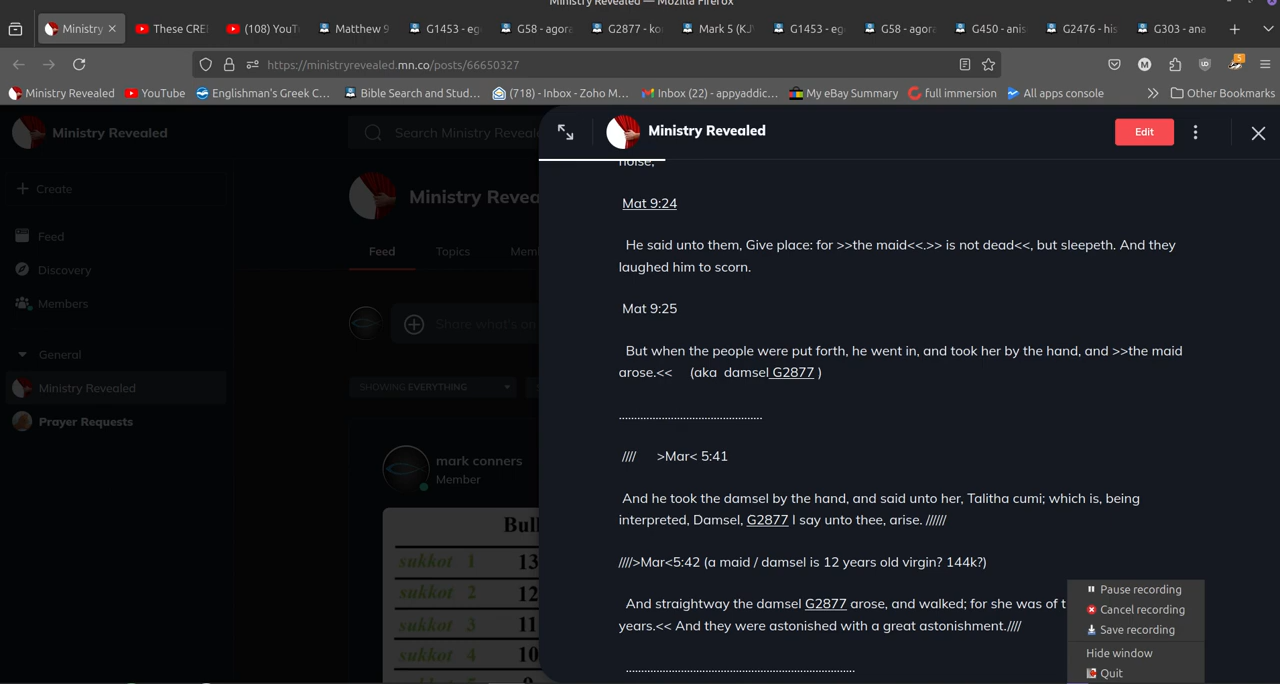 Ministry Revealed — Mozilla Firefox
Ministry
These CREI
(108) YouT
Matthew 9
G1453 - eg
G58 - agora
G2877 - ko
Mark 5 (KJ
G1453 - eg
G58 - agora
G450 - anis
G2476 - his
G303 - ana
https://ministryrevealed.mn.co/posts/66650327
M
5
Ministry Revealed
YouTube
Englishman's Greek C...
Bible Search and Stud...
(718) - Inbox - Zoho M...
Inbox (22) - appyaddic...
My eBay Summary
full immersion
All apps console
Other Bookmarks
Ministry Revealed
Search Ministry Reveale
Ministry Revealed
Edit
Create
Feed
Discovery
Members
General
Ministry Revealed
Prayer Requests
Ministry Revea
Feed
Topics
Mem
Share what's on
SHOWING EVERYTHING
mark conners
Member
Bull
sukkot 1 13
sukkot 2 12
sukkot 3 11
sukkot 4 10
noise,
Mat 9:24
He said unto them, Give place: for >>the maid<<.>> is not dead<<, but sleepeth. And they
laughed him to scorn.
Mat 9:25
But when the people were put forth, he went in, and took her by the hand, and >>the maid
arose.<< (aka damsel G2877 )
................................................
//// >Mar< 5:41
And he took the damsel by the hand, and said unto her, Talitha cumi; which is, being
interpreted, Damsel, G2877 I say unto thee, arise. //////
////>Mar<5:42 (a maid / damsel is 12 years old virgin? 144k?)
And straightway the damsel G2877 arose, and walked; for she was of t
years.<< And they were astonished with a great astonishment.////
.............................................................................
Pause recording
Cancel recording
Save recording
Hide window
Quit